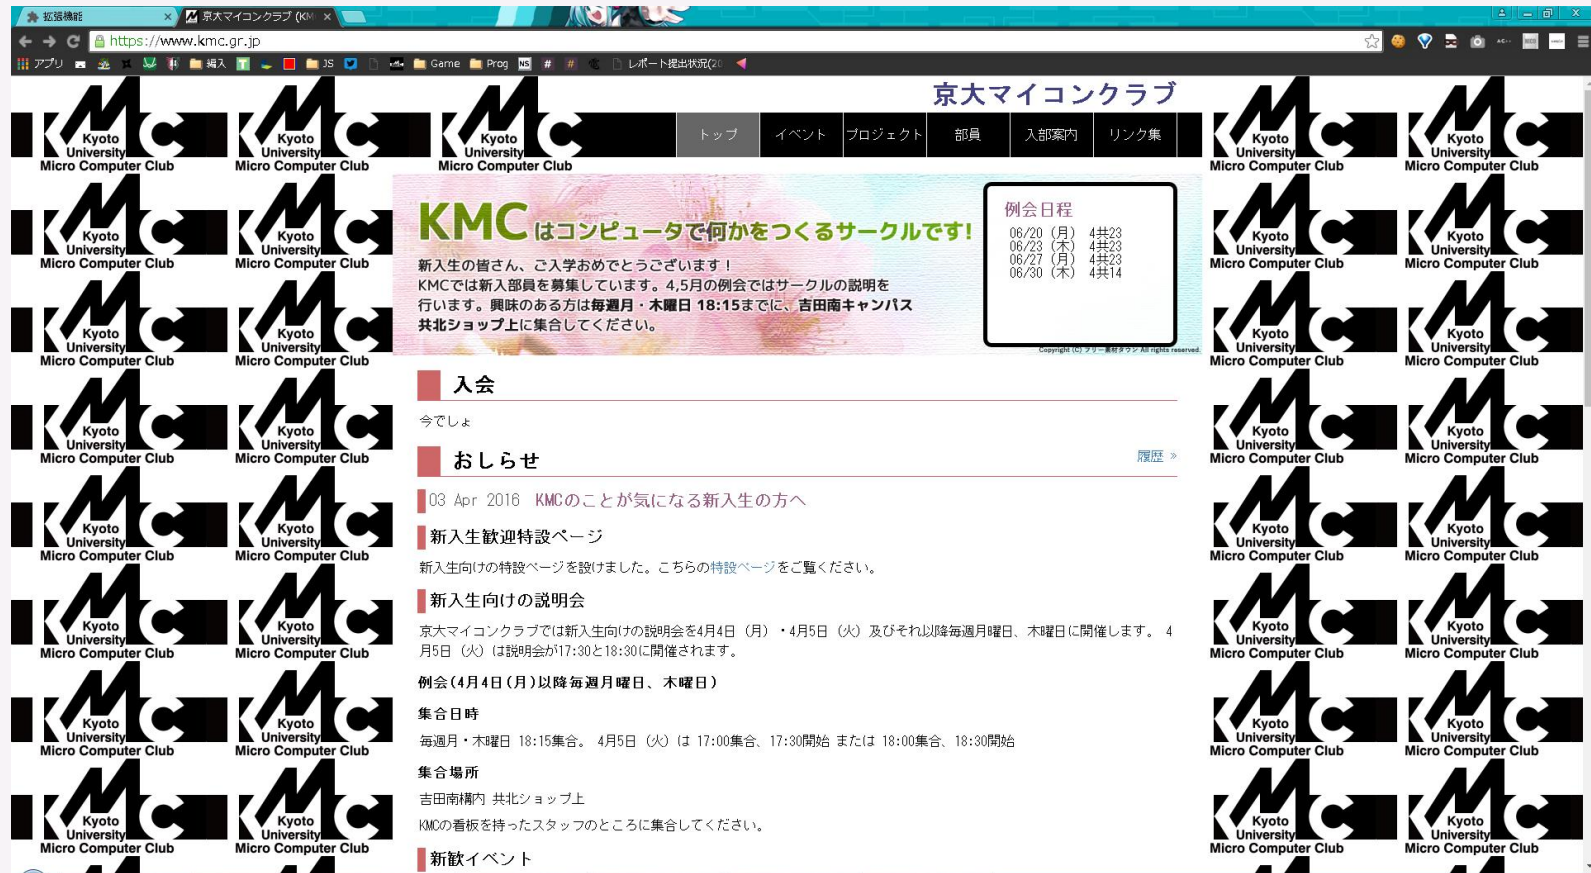 拡張機能
京大マイコンクラブ (KM
https://www.kmc.gr.jp
アプリ
編入
JS
Game
Prog
NS
レポート提出状況(20
京大マイコンクラブ
トップ
イベント
プロジェクト
部員
入部案内
リンク集
KMCはコンピュータで何かをつくるサークルです!
新入生の皆さん、ご入学おめでとうございます！
KMCでは新入部員を募集しています。4,5月の例会ではサークルの説明を
行います。興味のある方は毎週月・木曜日 18:15までに、吉田南キャンパス
共北ショップ上に集合してください。
例会日程
06/20 (月) 4共23
06/23 (木) 4共23
06/27 (月) 4共23
06/30 (木) 4共14
Copyright (C) フリー素材タウン All rights reserved.
入会
今でしょ
おしらせ
履歴 »
03 Apr 2016 KMCのことが気になる新入生の方へ
新入生歓迎特設ページ
新入生向けの特設ページを設けました。こちらの特設ページをご覧ください。
新入生向けの説明会
京大マイコンクラブでは新入生向けの説明会を4月4日（月）・4月5日（火）及びそれ以降毎週月曜日、木曜日に開催します。 4
月5日（火）は説明会が17:30と18:30に開催されます。
例会(4月4日(月)以降毎週月曜日、木曜日)
集合日時
毎週月・木曜日 18:15集合。 4月5日（火）は 17:00集合、17:30開始 または 18:00集合、18:30開始
集合場所
吉田南構内 共北ショップ上
KMCの看板を持ったスタッフのところに集合してください。
新歓イベント
KMC
Kyoto
University
Micro Computer Club